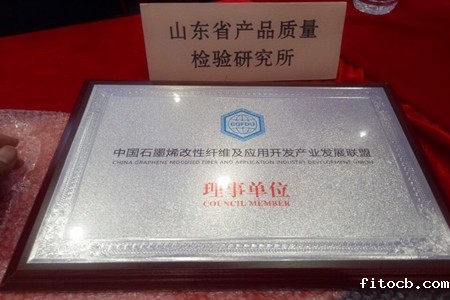 山东省产品质量
检验研究所
中国石墨烯改性纤维及应用开发产业发展联盟
CHINA GRAPHENE MODIFIED FIBER AND APPLICATION INDUSTRY DEVELOPMENT UNION
理事单位
COUNCIL MEMBER
fitocb.com